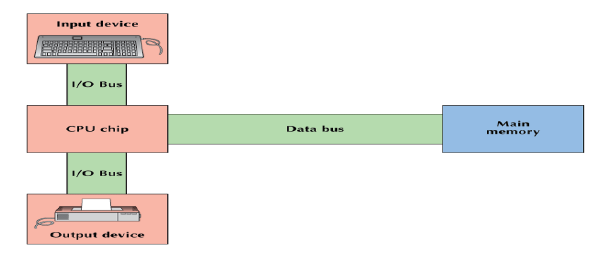 Input device
I/O Bus
CPU chip
Data bus
Main
memory
I/O Bus
Output device